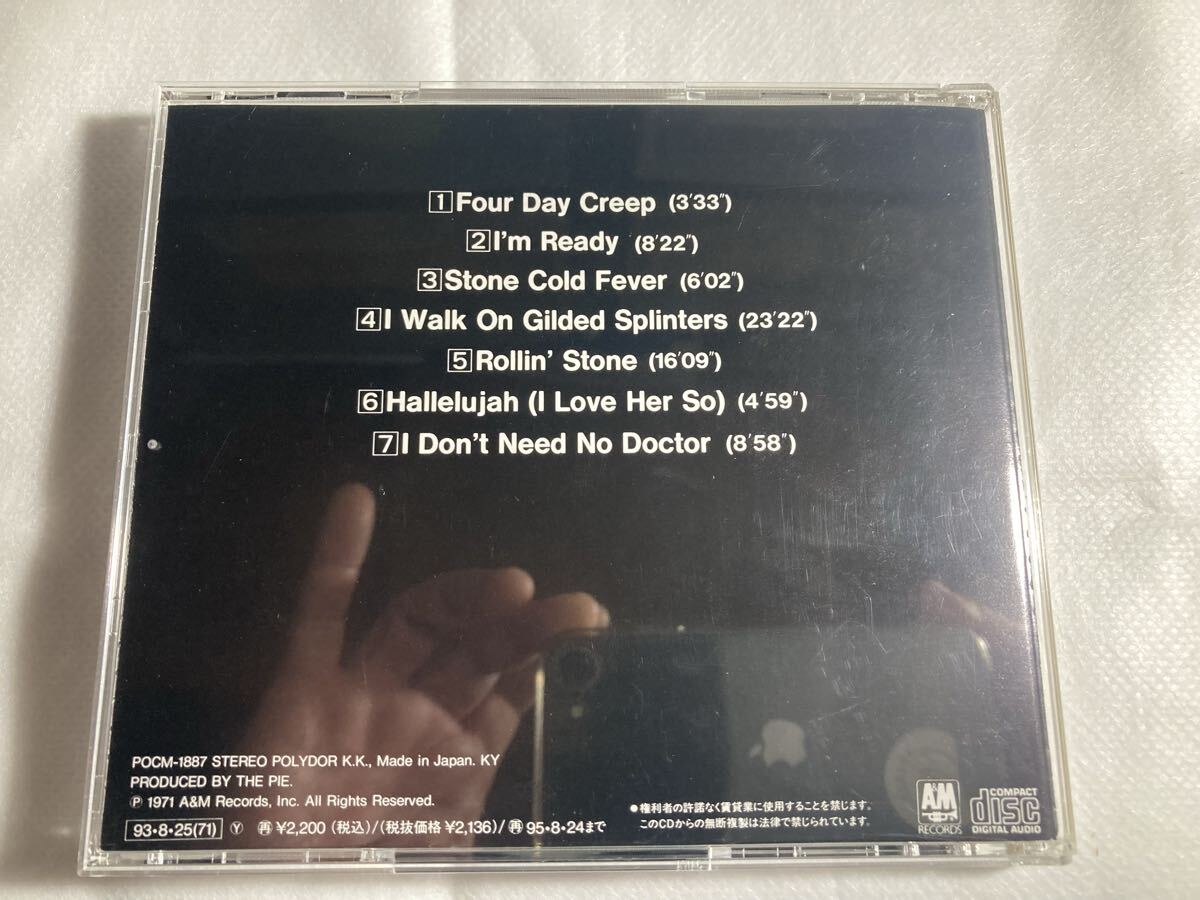 1 Four Day Creep (3'33")
2 I'm Ready (8'22")
3 Stone Cold Fever (6'02")
4 I Walk On Gilded Splinters (23'22")
5 Rollin' Stone (16'09")
6 Hallelujah (I Love Her So) (4'59")
7 I Don't Need No Doctor (8'58")
POCM-1887 STEREO POLYDOR K.K., Made in Japan. KY
PRODUCED BY THE PIE.
Ⓟ 1971 A&M Records, Inc. All Rights Reserved.
93・8・25(71) Ⓨ ㊢ ¥2,200 (税込)/(税抜価格 ¥2,136)/ 再 95・8・24まで
●権利者の許諾なく賃貸業に使用することを禁じます。
このCDからの無断複製は法律で禁じられています。
A&M
RECORDS
COMPACT
disc
DIGITAL AUDIO